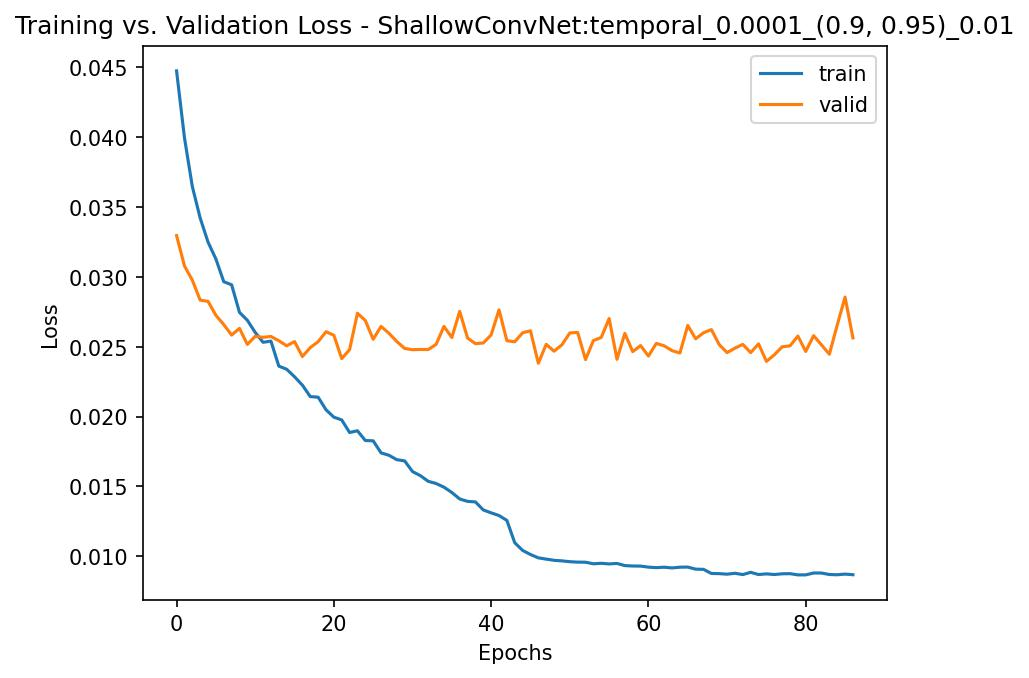 Training vs. Validation Loss - ShallowConvNet:temporal_0.0001_(0.9, 0.95)_0.01
train
valid
0.045
0.040
0.035
0.030
0.025
0.020
0.015
0.010
Loss
0 20 40 60 80
Epochs